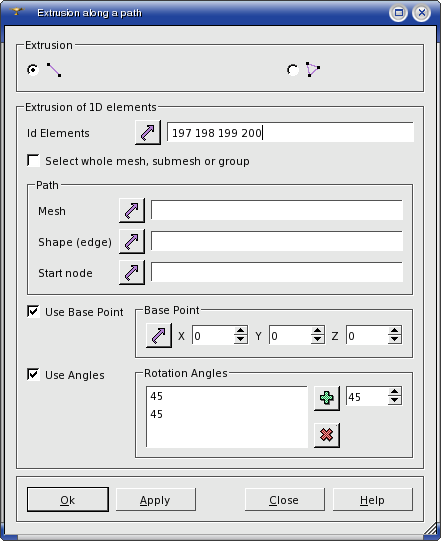 Extrusion along a path
Extrusion
Extrusion of 1D elements
Id Elements 197 198 199 200
Select whole mesh, submesh or group
Path
Mesh
Shape (edge)
Start node
Use Base Point
Base Point
X 0 Y 0 Z 0
Use Angles
Rotation Angles
45 45
45
Ok Apply Close Help